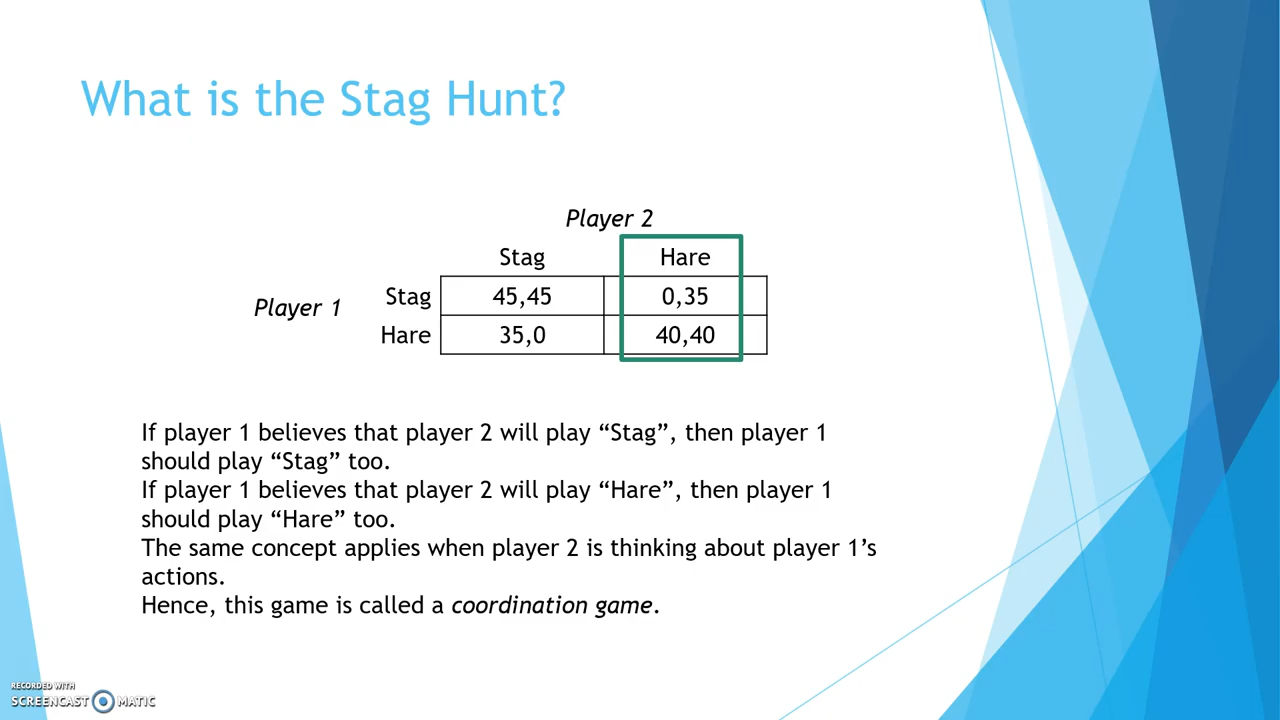 What is the Stag Hunt?
Player 2
Stag Hare
Player 1
Stag 45,45 0,35
Hare 35,0 40,40
If player 1 believes that player 2 will play “Stag”, then player 1
should play “Stag” too.
If player 1 believes that player 2 will play “Hare”, then player 1
should play “Hare” too.
The same concept applies when player 2 is thinking about player 1’s
actions.
Hence, this game is called a coordination game.
RECORDED WITH
SCREENCAST MATIC